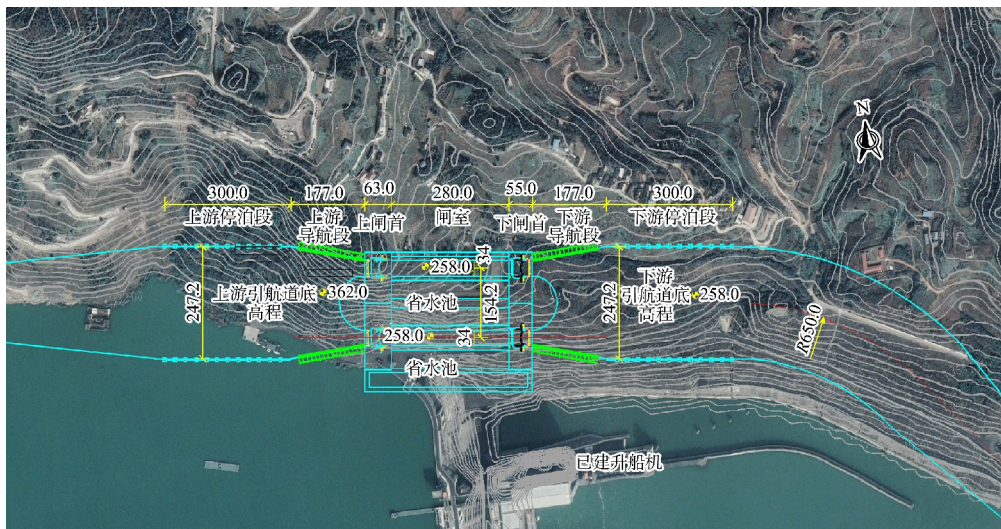 Z
300.0 177.0 63.0 280.0 55.0 177.0 300.0
上游停泊段 上游 上闸首 闸室 下闸首 下游 下游停泊段
导航段 导航段
34
258.0
247.2
上游引航道底 362.0
高程
省水池
154.2
247.2
下游
引航道底 258.0
高程
258.0
34
省水池
R650.0
已建升船机